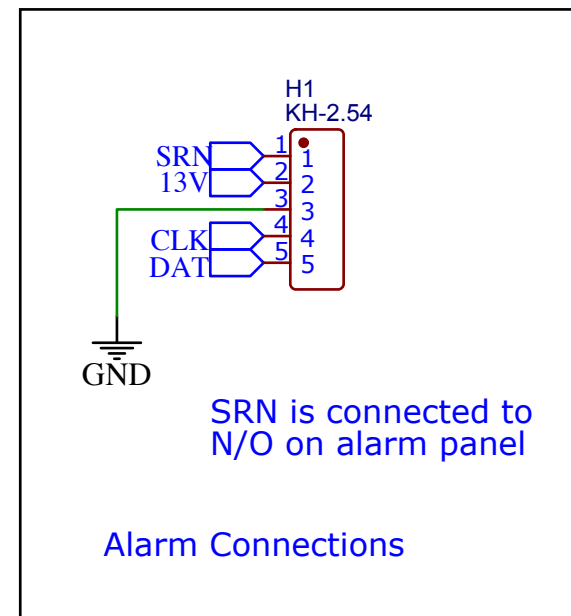 H1
KH-2.54
SRN 1 1
13V 2 2
3 3
CLK 4 4
DAT 5 5
GND
SRN is connected to
N/O on alarm panel
Alarm Connections